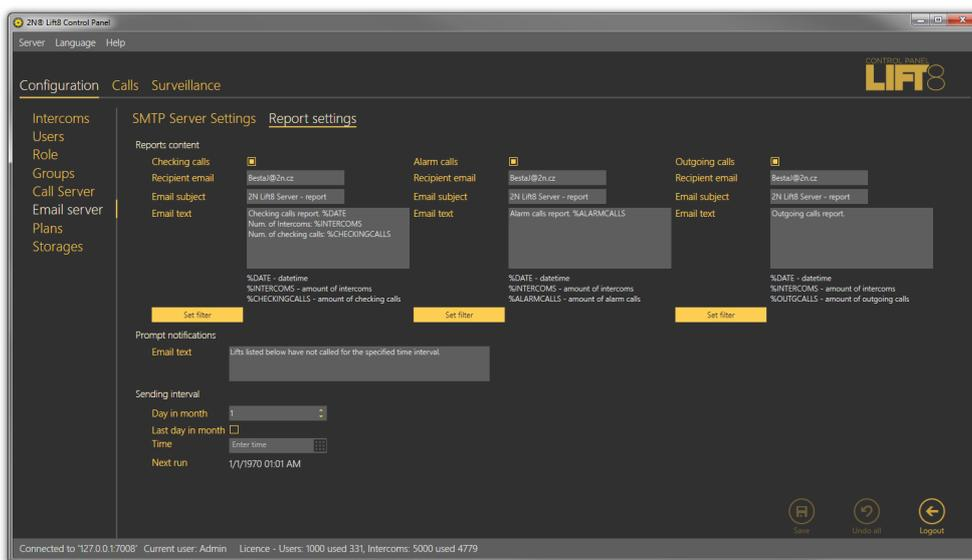 2N® Lift8 Control Panel
Server Language Help
CONTROL PANEL
LIFT8
Configuration Calls Surveillance
Intercoms
Users
Role
Groups
Call Server
Email server
Plans
Storages
SMTP Server Settings Report settings
Reports content
Checking calls
Recipient email BestaJ@2n.cz
Email subject 2N Lift8 Server - report
Email text Checking calls report. %DATE
Num. of Intercoms: %INTERCOMS
Num. of checking calls: %CHECKINGCALLS
%DATE - datetime
%INTERCOMS - amount of intercoms
%CHECKINGCALLS - amount of checking calls
Set filter
Alarm calls
Recipient email BestaJ@2n.cz
Email subject 2N Lift8 Server - report
Email text Alarm calls report. %ALARMCALLS
%DATE - datetime
%INTERCOMS - amount of intercoms
%ALARMCALLS - amount of alarm calls
Set filter
Outgoing calls
Recipient email BestaJ@2n.cz
Email subject 2N Lift8 Server - report
Email text Outgoing calls report.
%DATE - datetime
%INTERCOMS - amount of intercoms
%OUTGCALLS - amount of outgoing calls
Set filter
Prompt notifications
Email text Lifts listed below have not called for the specified time interval.
Sending interval
Day in month 1
Last day in month
Time Enter time
Next run 1/1/1970 01:01 AM
Save Undo all Logout
Connected to '127.0.0.1:7008' Current user: Admin Licence - Users: 1000 used 331, Intercoms: 5000 used 4779